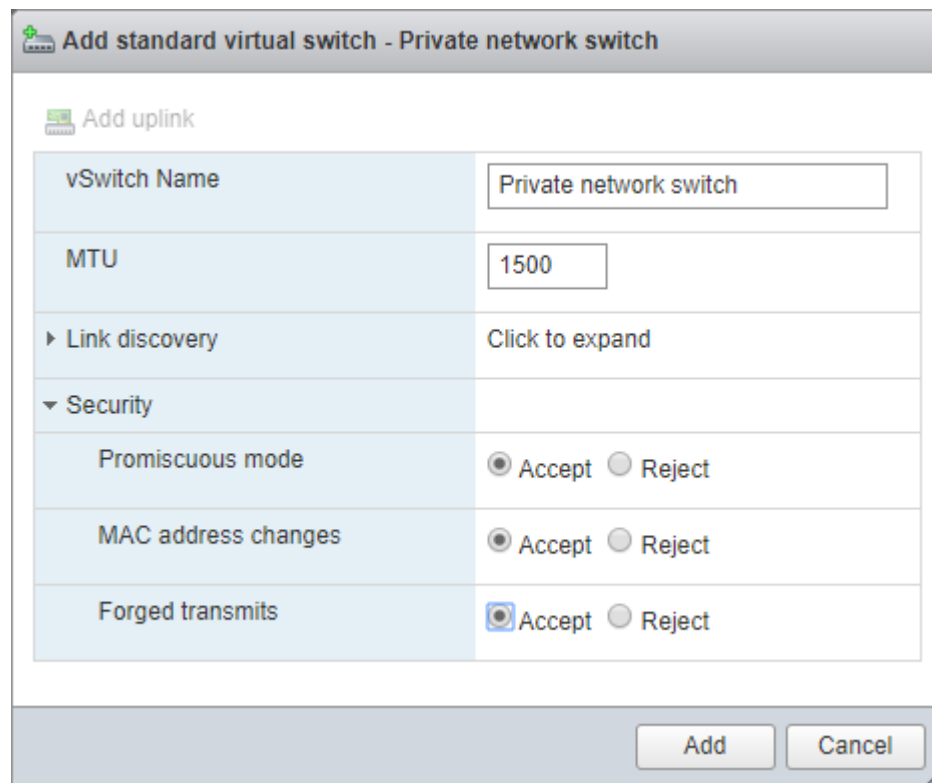 Add standard virtual switch - Private network switch
Add uplink
vSwitch Name Private network switch
MTU 1500
Link discovery Click to expand
Security
Promiscuous mode Accept Reject
MAC address changes Accept Reject
Forged transmits Accept Reject
Add Cancel